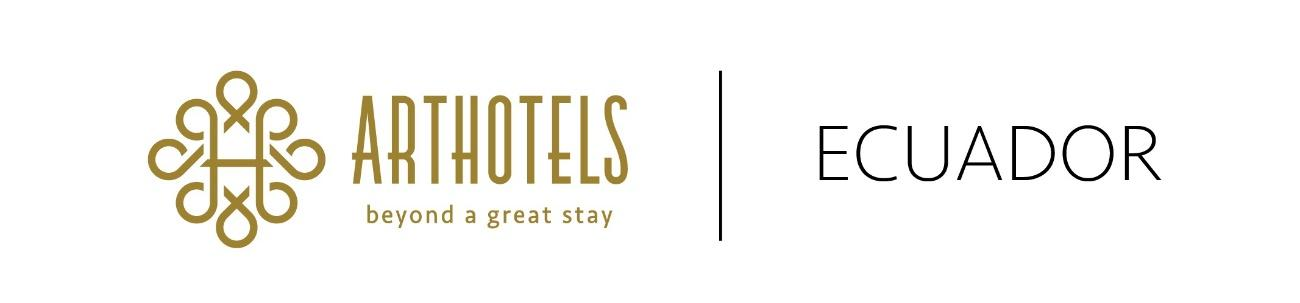 ARTHOTELS
beyond a great stay
ECUADOR